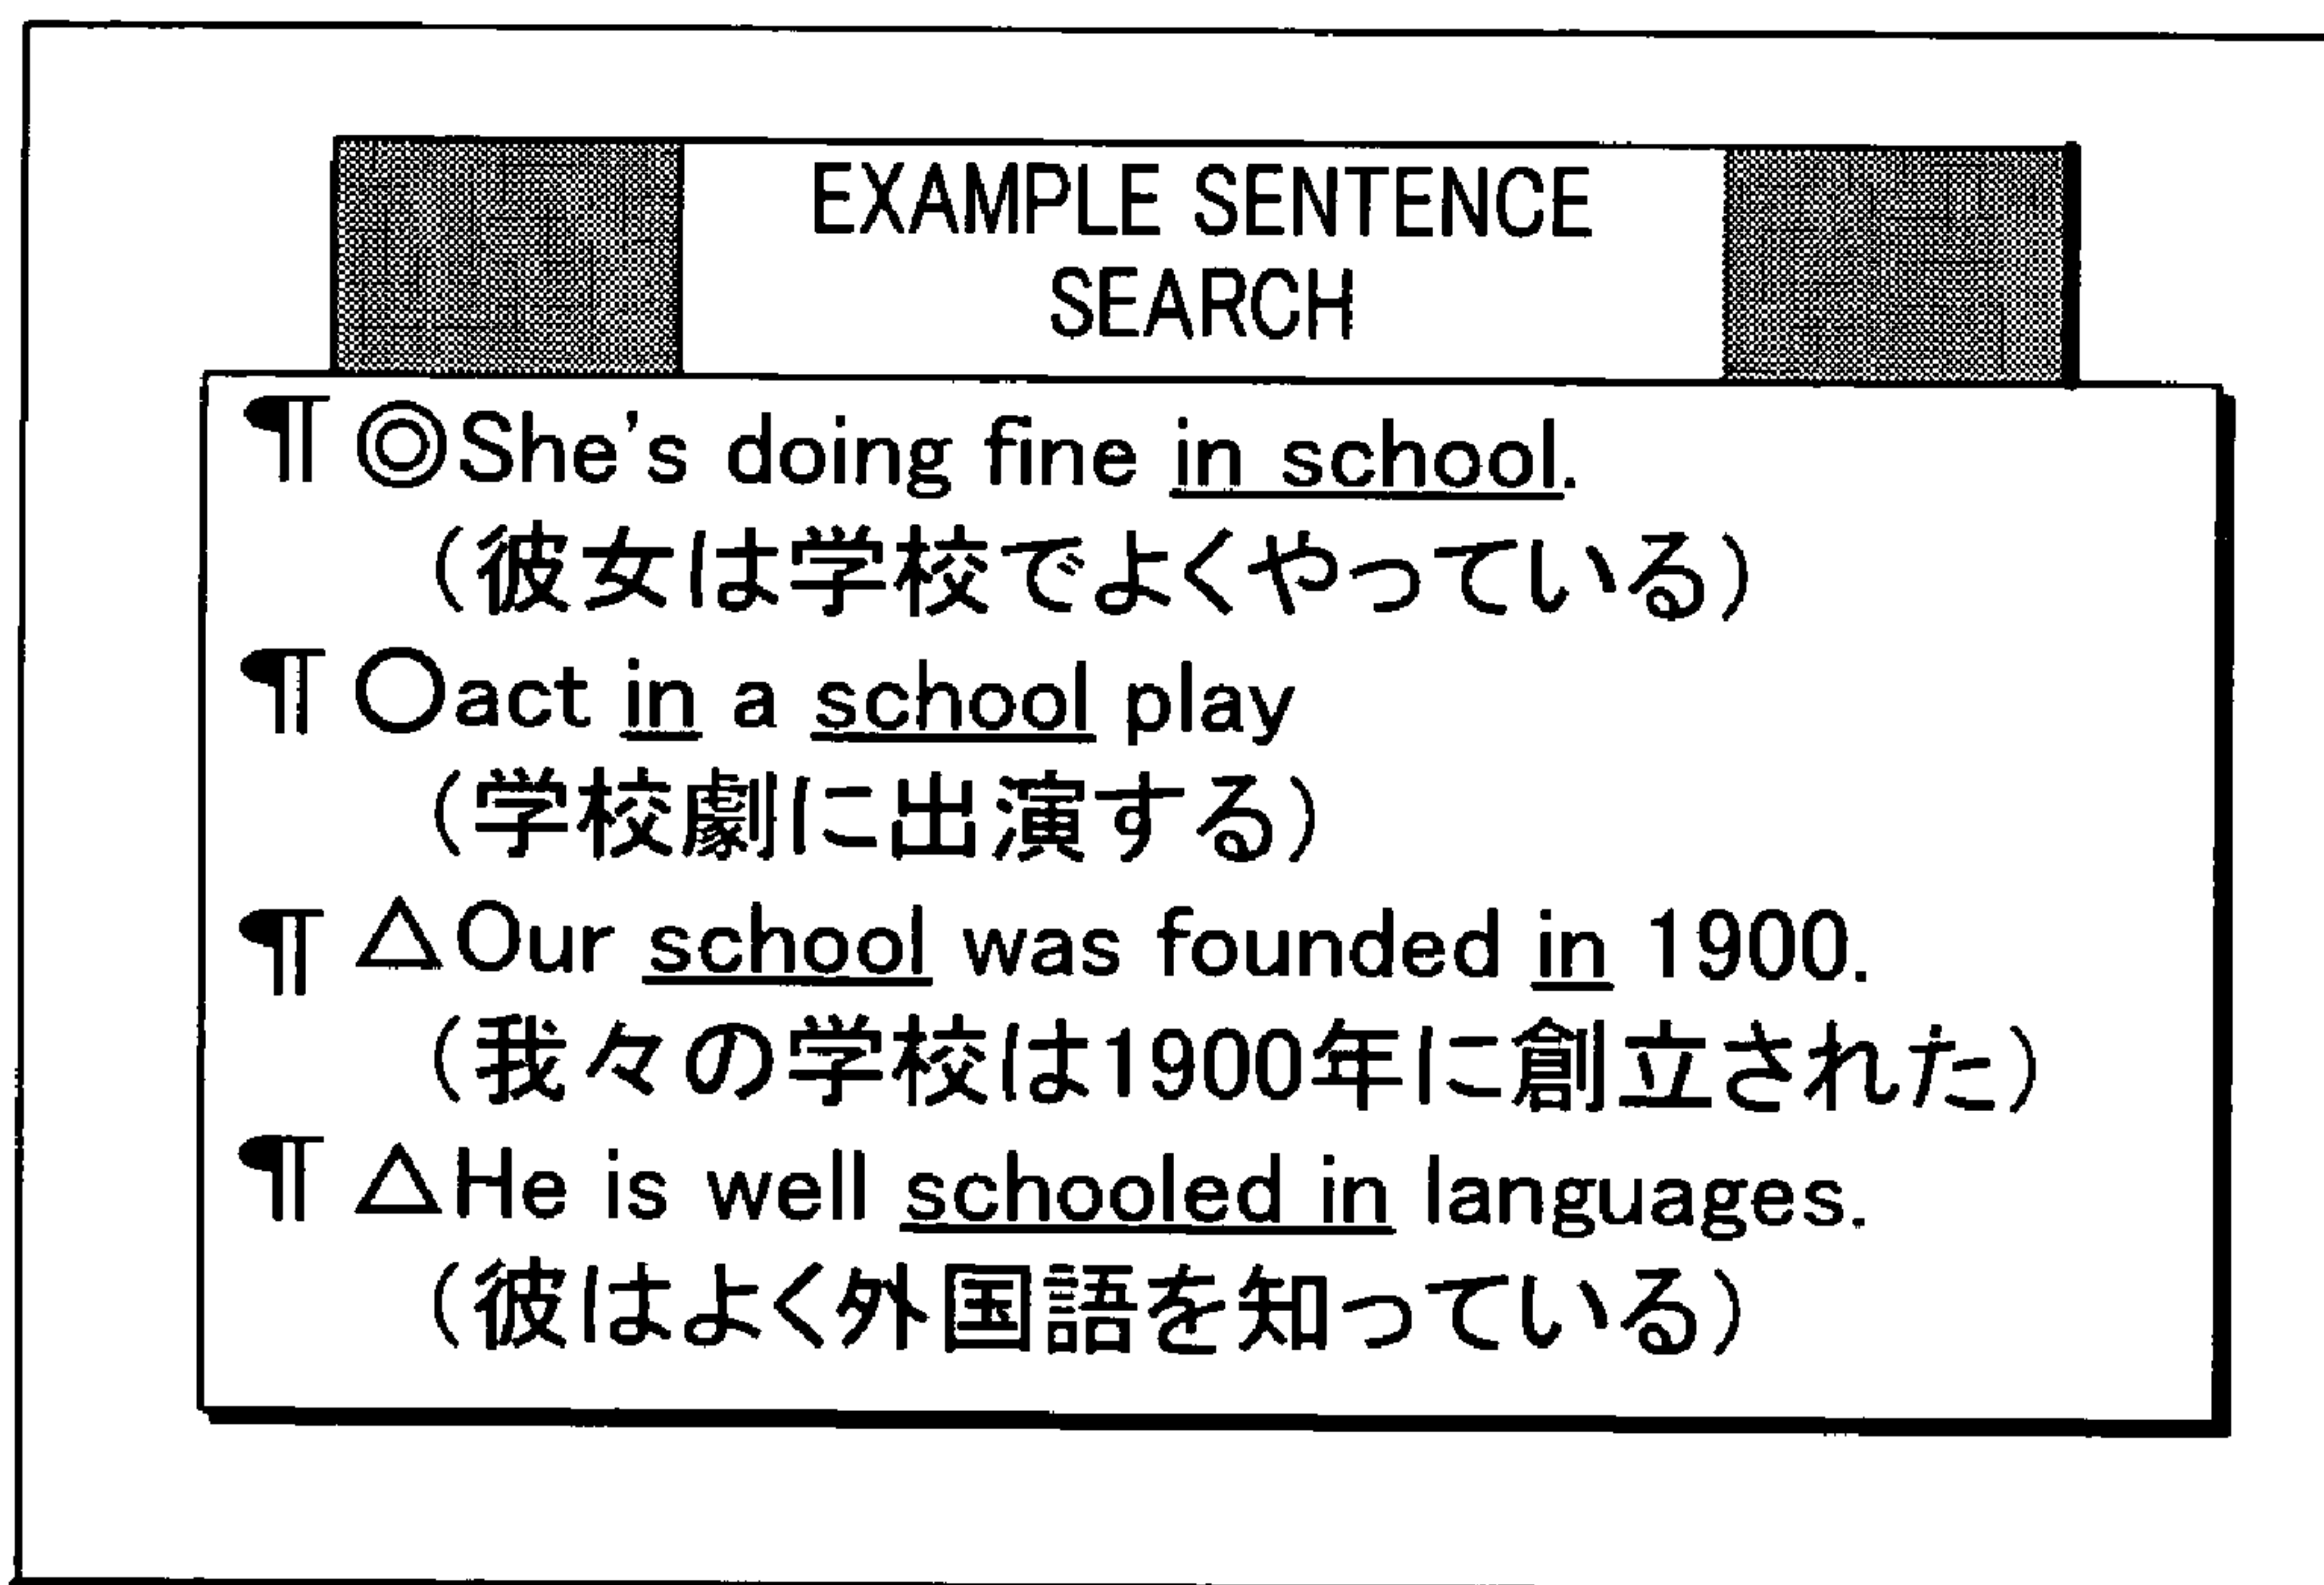 EXAMPLE SENTENCE
SEARCH
¶ ◎She's doing fine in school.
(彼女は学校でよくやっている)
¶ ○act in a school play
(学校劇に出演する)
¶ △Our school was founded in 1900.
(我々の学校は1900年に創立された)
¶ △He is well schooled in languages.
(彼はよく外国語を知っている)